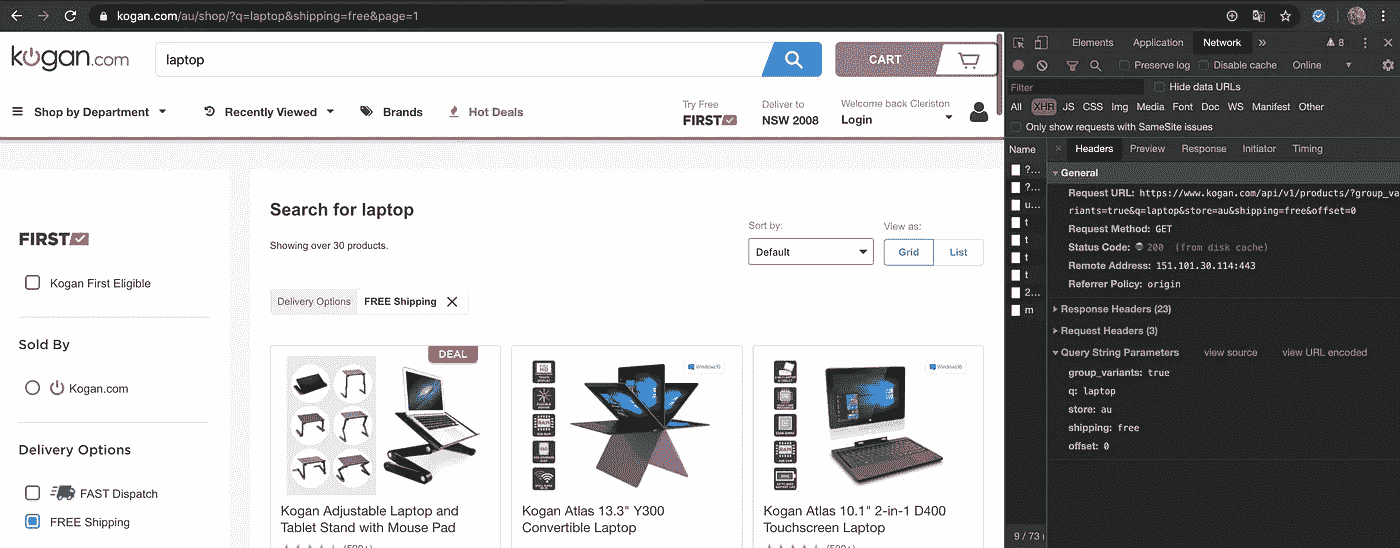 kogan.com/au/shop/?q=laptop&shipping=free&page=1
kogan.com
laptop
CART
Shop by Department
Recently Viewed
Brands
Hot Deals
Try Free
FIRST
Deliver to
NSW 2008
Welcome back Cleriston
Login
FIRST
Kogan First Eligible
Sold By
Kogan.com
Delivery Options
FAST Dispatch
FREE Shipping
Search for laptop
Showing over 30 products.
Sort by:
Default
View as:
Grid
List
Delivery Options
FREE Shipping
DEAL
Windows10
Windows10
Kogan Adjustable Laptop and
Tablet Stand with Mouse Pad
(500+)
Kogan Atlas 13.3" Y300
Convertible Laptop
Kogan Atlas 10.1" 2-in-1 D400
Touchscreen Laptop
Elements Application Network » 8
Preserve log Disable cache Online
Filter Hide data URLs
All XHR JS CSS Img Media Font Doc WS Manifest Other
Only show requests with SameSite issues
Name
?...
?...
u...
t
t
t
t
2...
m
9 / 73
Headers Preview Response Initiator Timing
General
Request URL: https://www.kogan.com/api/v1/products/?group_va
riants=true&q=laptop&store=au&shipping=free&offset=0
Request Method: GET
Status Code: 200 (from disk cache)
Remote Address: 151.101.30.114:443
Referrer Policy: origin
Response Headers (23)
Request Headers (3)
Query String Parameters view source view URL encoded
group_variants: true
q: laptop
store: au
shipping: free
offset: 0